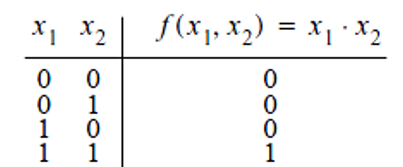 x₁ x₂ f(x₁, x₂) = x₁ · x₂
0 0 0
0 1 0
1 0 0
1 1 1